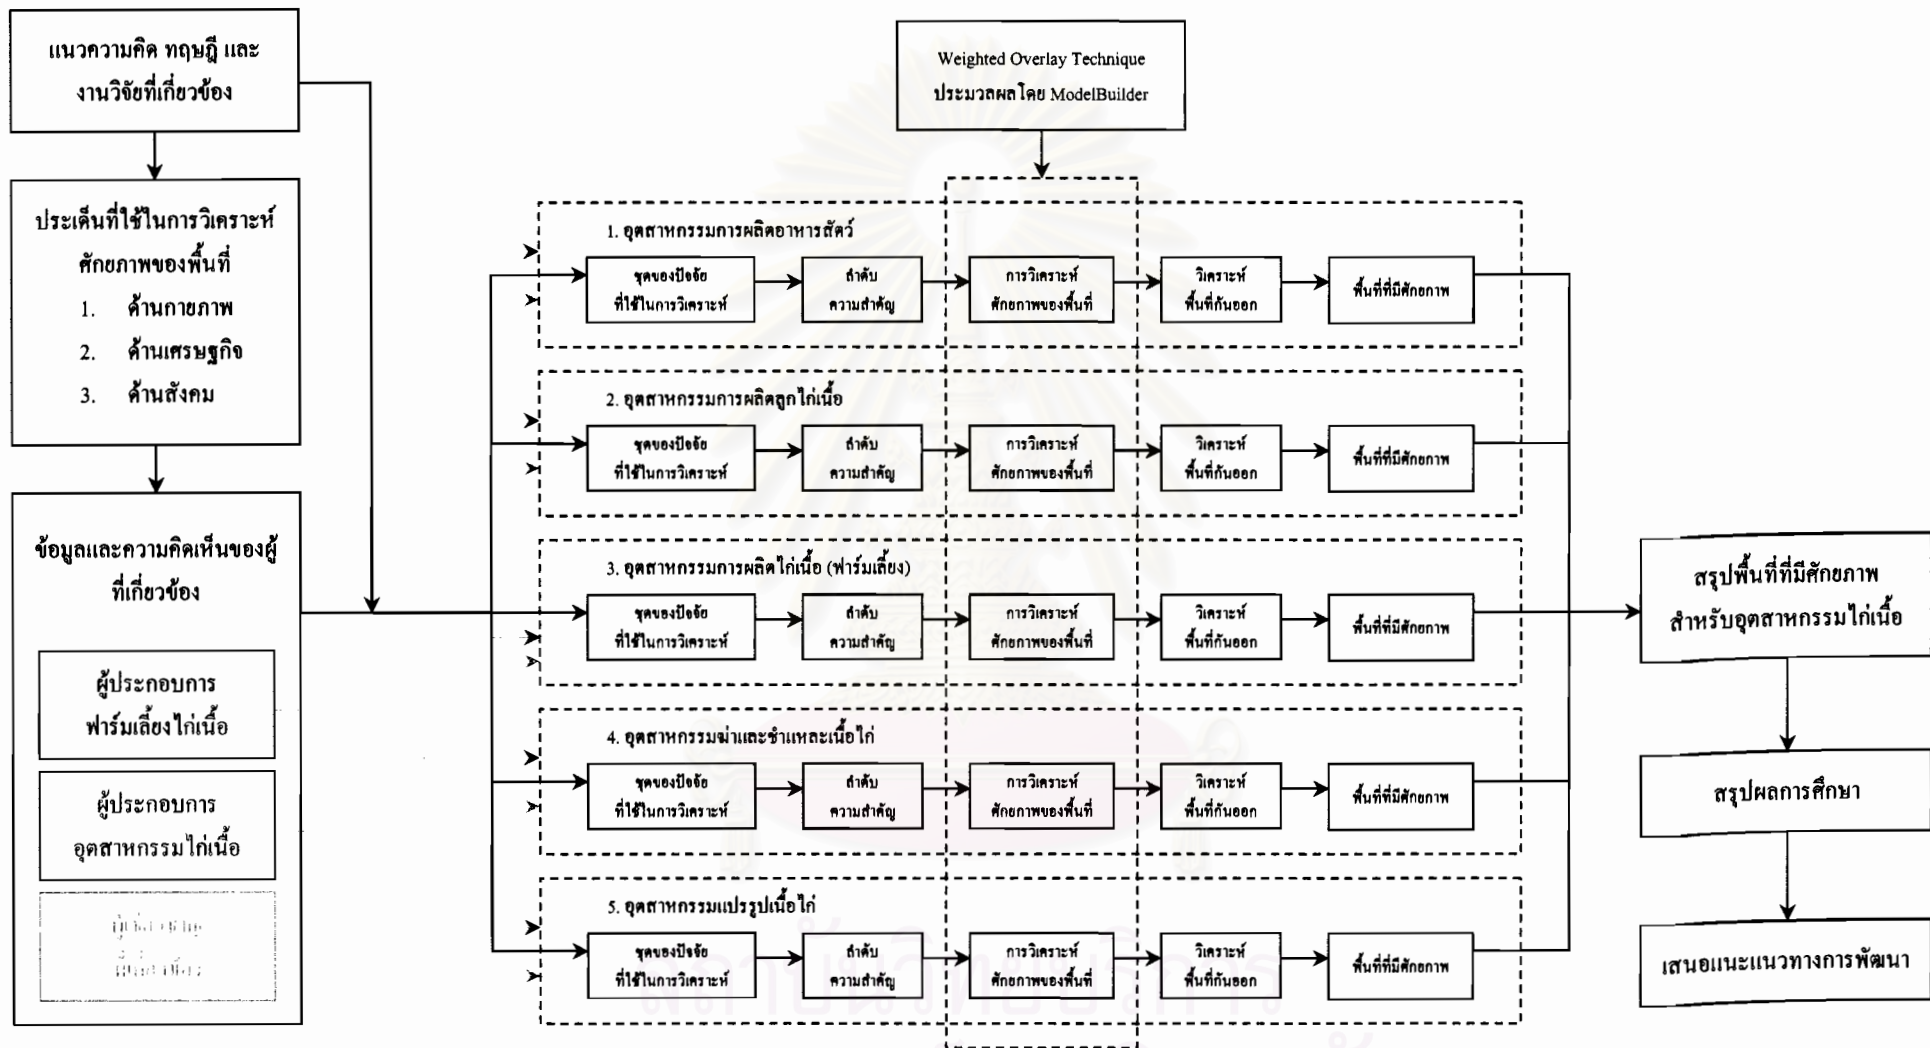 แนวความคิด ทฤษฎี และ
งานวิจัยที่เกี่ยวข้อง
ประเด็นที่ใช้ในการวิเคราะห์
ศักยภาพของพื้นที่
1. ด้านกายภาพ
2. ด้านเศรษฐกิจ
3. ด้านสังคม
ข้อมูลและความคิดเห็นของผู้
ที่เกี่ยวข้อง
ผู้ประกอบการ
ฟาร์มเลี้ยงไก่เนื้อ
ผู้ประกอบการ
อุตสาหกรรมไก่เนื้อ
Weighted Overlay Technique
ประมวลผลโดย ModelBuilder
1. อุตสาหกรรมการผลิตอาหารสัตว์
ชุดของปัจจัย
ที่ใช้ในการวิเคราะห์
ลำดับ
ความสำคัญ
การวิเคราะห์
ศักยภาพของพื้นที่
วิเคราะห์
พื้นที่กันออก
พื้นที่ที่มีศักยภาพ
2. อุตสาหกรรมการผลิตลูกไก่เนื้อ
ชุดของปัจจัย
ที่ใช้ในการวิเคราะห์
ลำดับ
ความสำคัญ
การวิเคราะห์
ศักยภาพของพื้นที่
วิเคราะห์
พื้นที่กันออก
พื้นที่ที่มีศักยภาพ
3. อุตสาหกรรมการผลิตไก่เนื้อ (ฟาร์มเลี้ยง)
ชุดของปัจจัย
ที่ใช้ในการวิเคราะห์
ลำดับ
ความสำคัญ
การวิเคราะห์
ศักยภาพของพื้นที่
วิเคราะห์
พื้นที่กันออก
พื้นที่ที่มีศักยภาพ
4. อุตสาหกรรมฆ่าและชำแหละเนื้อไก่
ชุดของปัจจัย
ที่ใช้ในการวิเคราะห์
ลำดับ
ความสำคัญ
การวิเคราะห์
ศักยภาพของพื้นที่
วิเคราะห์
พื้นที่กันออก
พื้นที่ที่มีศักยภาพ
5. อุตสาหกรรมแปรรูปเนื้อไก่
ชุดของปัจจัย
ที่ใช้ในการวิเคราะห์
ลำดับ
ความสำคัญ
การวิเคราะห์
ศักยภาพของพื้นที่
วิเคราะห์
พื้นที่กันออก
พื้นที่ที่มีศักยภาพ
สรุปพื้นที่ที่มีศักยภาพ
สำหรับอุตสาหกรรมไก่เนื้อ
สรุปผลการศึกษา
เสนอแนะแนวทางการพัฒนา
สถาบันวิทยบริการ